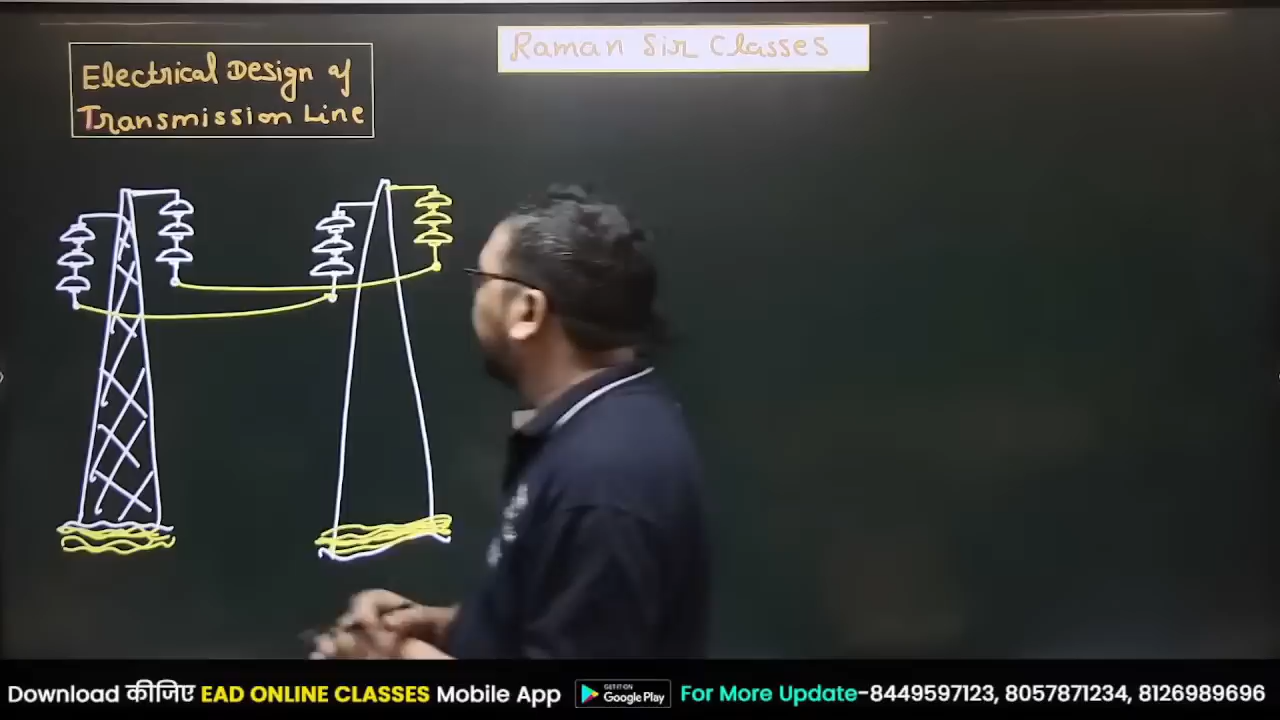 Raman Sir Classes
Electrical Design of
Transmission Line
Download कीजिए EAD ONLINE CLASSES Mobile App GET IT ON Google Play For More Update-8449597123, 8057871234, 8126989696